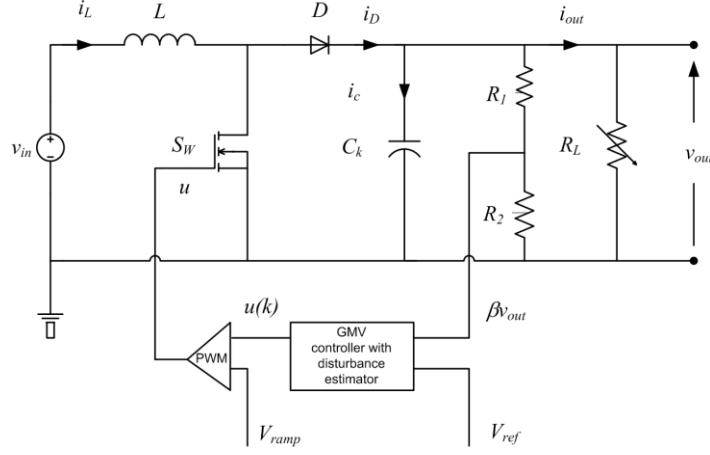 i_L
L
D
i_D
i_out
i_c
R_1
v_in
S_W
C_k
R_L
v_out
u
R_2
u(k)
βv_out
PWM
GMV
controller with
disturbance
estimator
V_ramp
V_ref